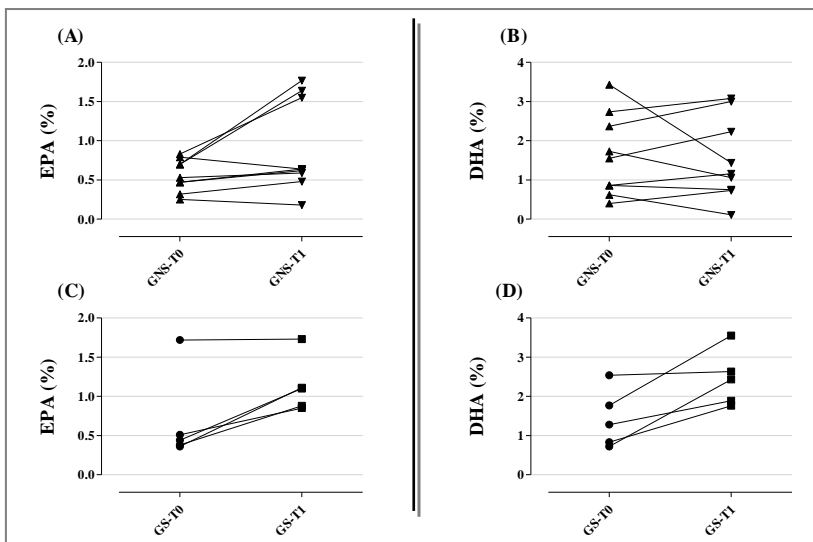 (A)
EPA (%)
2.0
1.5
1.0
0.5
0.0
GNS-T0
GNS-T1
(B)
DHA (%)
4
3
2
1
0
GNS-T0
GNS-T1
(C)
EPA (%)
2.0
1.5
1.0
0.5
0.0
GS-T0
GS-T1
(D)
DHA (%)
4
3
2
1
0
GS-T0
GS-T1